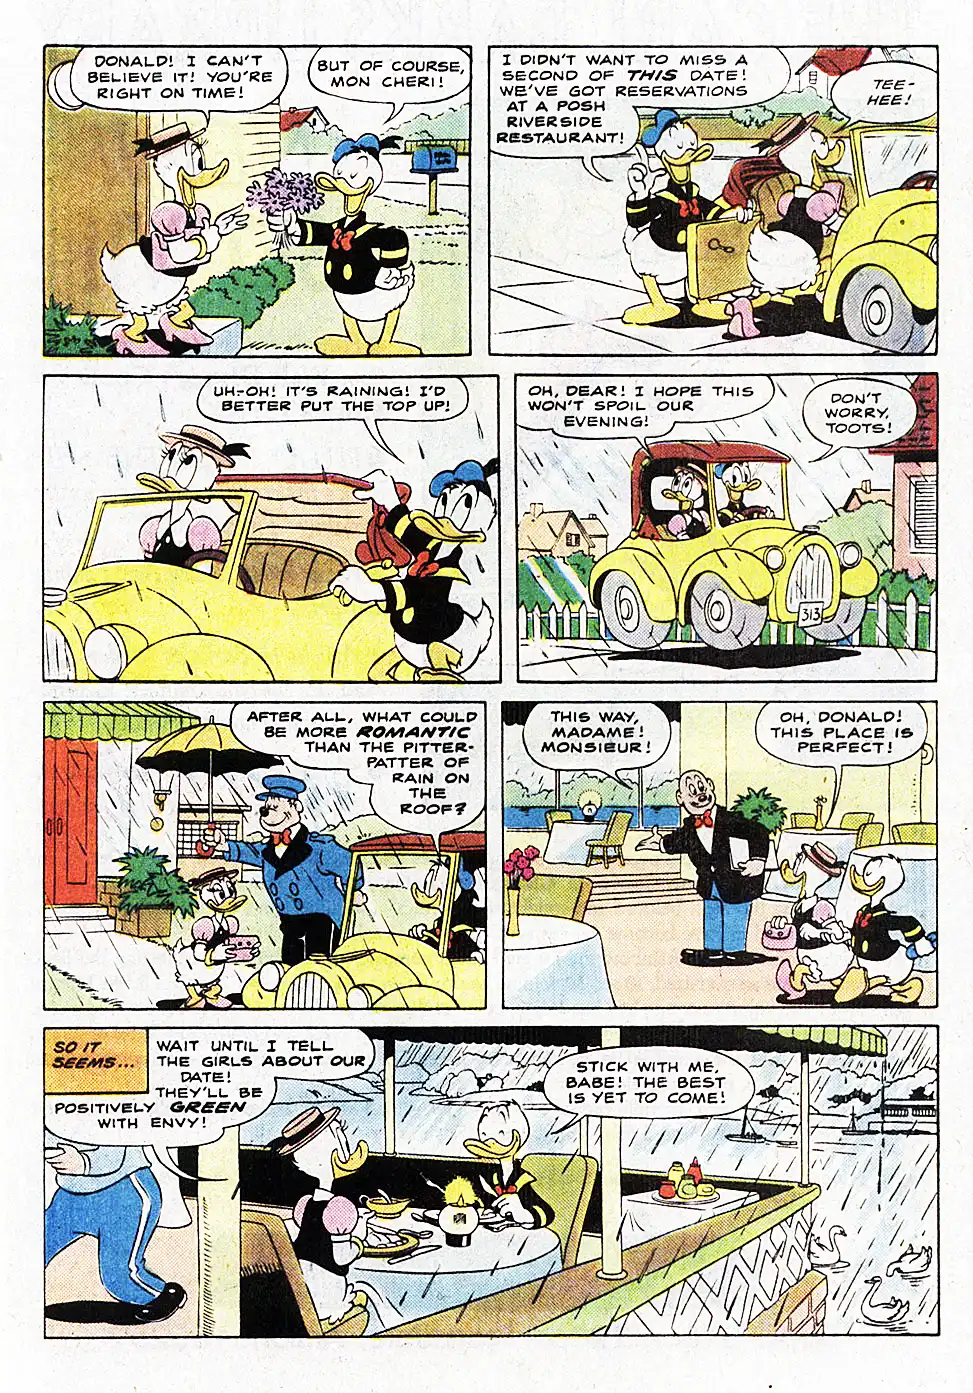 DONALD! I CAN'T
BELIEVE IT! YOU'RE
RIGHT ON TIME!
BUT OF COURSE,
MON CHERI!
I DIDN'T WANT TO MISS A
SECOND OF THIS DATE!
WE'VE GOT RESERVATIONS
AT A POSH
RIVERSIDE
RESTAURANT!
TEE-
HEE!
UH-OH! IT'S RAINING! I'D
BETTER PUT THE TOP UP!
OH, DEAR! I HOPE THIS
WON'T SPOIL OUR
EVENING!
DON'T
WORRY,
TOOTS!
313
AFTER ALL, WHAT COULD
BE MORE ROMANTIC
THAN THE PITTER-
PATTER OF
RAIN ON
THE
ROOF?
THIS WAY,
MADAME!
MONSIEUR!
OH, DONALD!
THIS PLACE IS
PERFECT!
SO IT
SEEMS...
WAIT UNTIL I TELL
THE GIRLS ABOUT OUR
DATE!
THEY'LL BE
POSITIVELY GREEN
WITH ENVY!
STICK WITH ME,
BABE! THE BEST
IS YET TO COME!